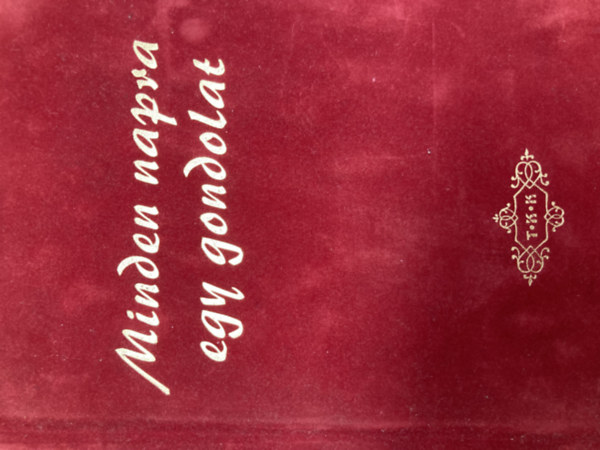 Minden napra
egy gondolat
T•K•K